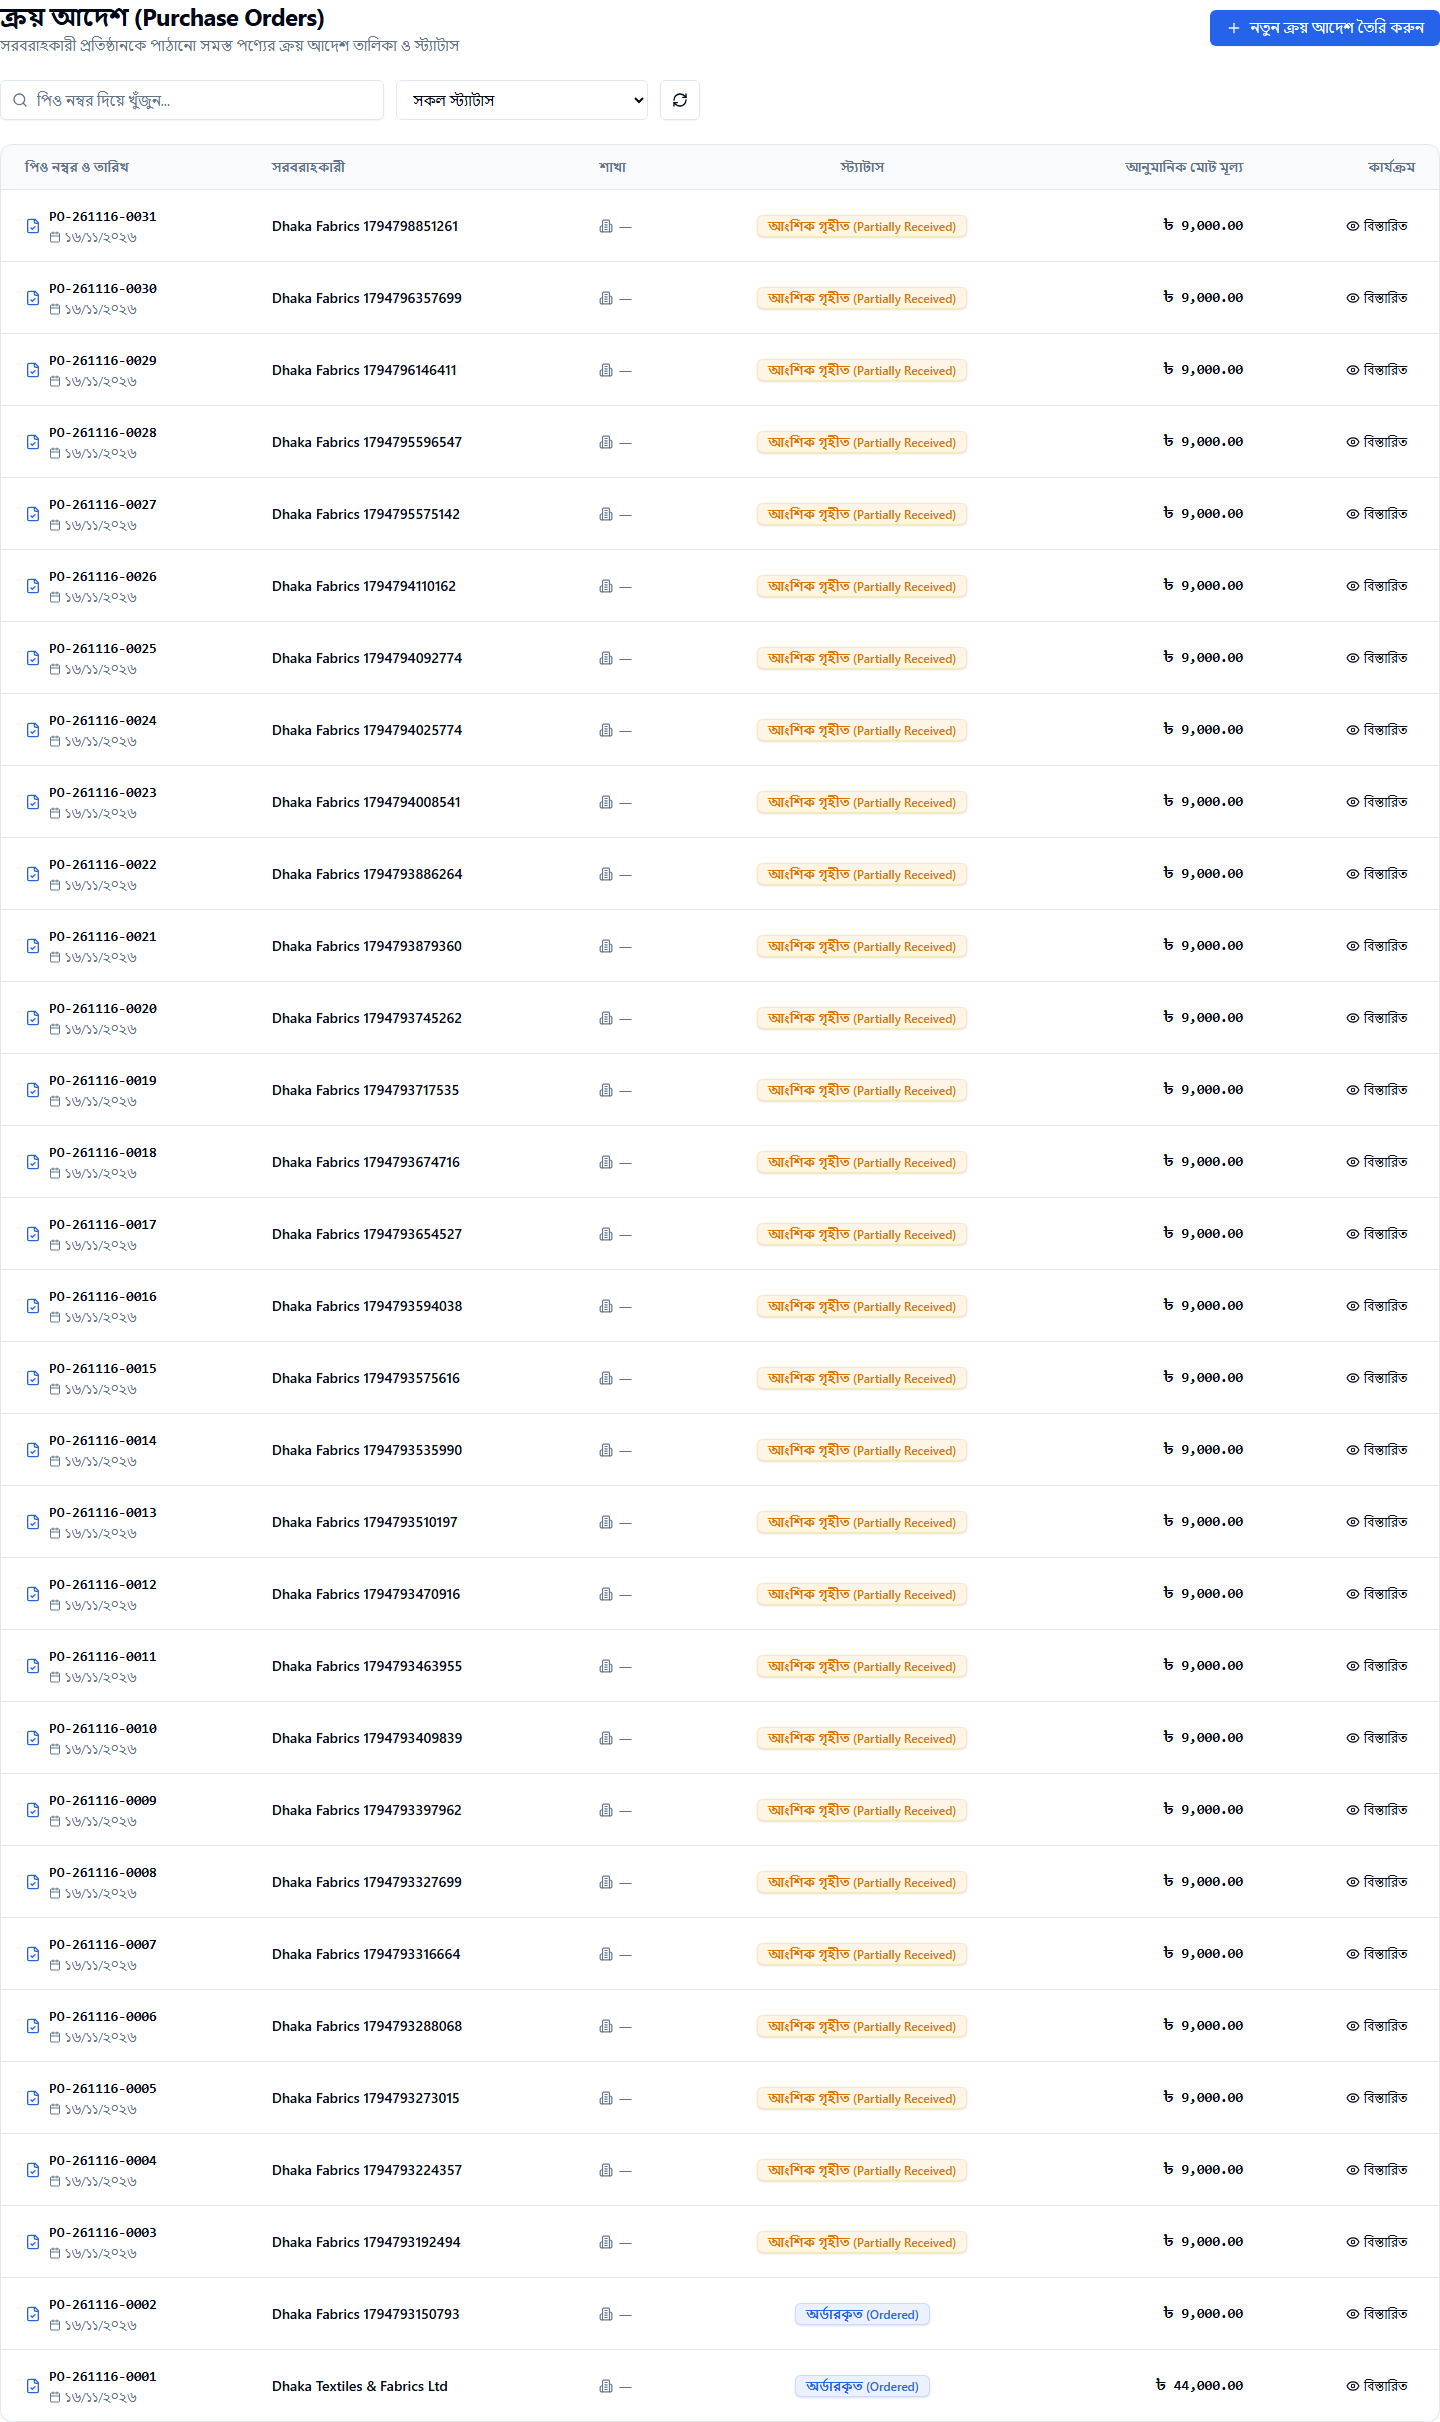 ক্রয় আদেশ (Purchase Orders)
সরবরাহকারী প্রতিষ্ঠানকে পাঠানো সমস্ত পণ্যের ক্রয় আদেশ তালিকা ও স্ট্যাটাস
+ নতুন ক্রয় আদেশ তৈরি করুন
পিও নম্বর দিয়ে খুঁজুন...
সকল স্ট্যাটাস
পিও নম্বর ও তারিখ সরবরাহকারী শাখা স্ট্যাটাস আনুমানিক মোট মূল্য কার্যক্রম
PO-261116-0031
১৬/১১/২০২৬
Dhaka Fabrics 1794798851261 — আংশিক গৃহীত (Partially Received) ৳ 9,000.00 বিস্তারিত
PO-261116-0030
১৬/১১/২০২৬
Dhaka Fabrics 1794796357699 — আংশিক গৃহীত (Partially Received) ৳ 9,000.00 বিস্তারিত
PO-261116-0029
১৬/১১/২০২৬
Dhaka Fabrics 1794796146411 — আংশিক গৃহীত (Partially Received) ৳ 9,000.00 বিস্তারিত
PO-261116-0028
১৬/১১/২০২৬
Dhaka Fabrics 1794795596547 — আংশিক গৃহীত (Partially Received) ৳ 9,000.00 বিস্তারিত
PO-261116-0027
১৬/১১/২০২৬
Dhaka Fabrics 1794795575142 — আংশিক গৃহীত (Partially Received) ৳ 9,000.00 বিস্তারিত
PO-261116-0026
১৬/১১/২০২৬
Dhaka Fabrics 1794794110162 — আংশিক গৃহীত (Partially Received) ৳ 9,000.00 বিস্তারিত
PO-261116-0025
১৬/১১/২০২৬
Dhaka Fabrics 1794794092774 — আংশিক গৃহীত (Partially Received) ৳ 9,000.00 বিস্তারিত
PO-261116-0024
১৬/১১/২০২৬
Dhaka Fabrics 1794794025774 — আংশিক গৃহীত (Partially Received) ৳ 9,000.00 বিস্তারিত
PO-261116-0023
১৬/১১/২০২৬
Dhaka Fabrics 1794794008541 — আংশিক গৃহীত (Partially Received) ৳ 9,000.00 বিস্তারিত
PO-261116-0022
১৬/১১/২০২৬
Dhaka Fabrics 1794793886264 — আংশিক গৃহীত (Partially Received) ৳ 9,000.00 বিস্তারিত
PO-261116-0021
১৬/১১/২০২৬
Dhaka Fabrics 1794793879360 — আংশিক গৃহীত (Partially Received) ৳ 9,000.00 বিস্তারিত
PO-261116-0020
১৬/১১/২০২৬
Dhaka Fabrics 1794793745262 — আংশিক গৃহীত (Partially Received) ৳ 9,000.00 বিস্তারিত
PO-261116-0019
১৬/১১/২০২৬
Dhaka Fabrics 1794793717535 — আংশিক গৃহীত (Partially Received) ৳ 9,000.00 বিস্তারিত
PO-261116-0018
১৬/১১/২০২৬
Dhaka Fabrics 1794793674716 — আংশিক গৃহীত (Partially Received) ৳ 9,000.00 বিস্তারিত
PO-261116-0017
১৬/১১/২০২৬
Dhaka Fabrics 1794793654527 — আংশিক গৃহীত (Partially Received) ৳ 9,000.00 বিস্তারিত
PO-261116-0016
১৬/১১/২০২৬
Dhaka Fabrics 1794793594038 — আংশিক গৃহীত (Partially Received) ৳ 9,000.00 বিস্তারিত
PO-261116-0015
১৬/১১/২০২৬
Dhaka Fabrics 1794793575616 — আংশিক গৃহীত (Partially Received) ৳ 9,000.00 বিস্তারিত
PO-261116-0014
১৬/১১/২০২৬
Dhaka Fabrics 1794793535990 — আংশিক গৃহীত (Partially Received) ৳ 9,000.00 বিস্তারিত
PO-261116-0013
১৬/১১/২০২৬
Dhaka Fabrics 1794793510197 — আংশিক গৃহীত (Partially Received) ৳ 9,000.00 বিস্তারিত
PO-261116-0012
১৬/১১/২০২৬
Dhaka Fabrics 1794793470916 — আংশিক গৃহীত (Partially Received) ৳ 9,000.00 বিস্তারিত
PO-261116-0011
১৬/১১/২০২৬
Dhaka Fabrics 1794793463955 — আংশিক গৃহীত (Partially Received) ৳ 9,000.00 বিস্তারিত
PO-261116-0010
১৬/১১/২০২৬
Dhaka Fabrics 1794793409839 — আংশিক গৃহীত (Partially Received) ৳ 9,000.00 বিস্তারিত
PO-261116-0009
১৬/১১/২০২৬
Dhaka Fabrics 1794793397962 — আংশিক গৃহীত (Partially Received) ৳ 9,000.00 বিস্তারিত
PO-261116-0008
১৬/১১/২০২৬
Dhaka Fabrics 1794793327699 — আংশিক গৃহীত (Partially Received) ৳ 9,000.00 বিস্তারিত
PO-261116-0007
১৬/১১/২০২৬
Dhaka Fabrics 1794793316664 — আংশিক গৃহীত (Partially Received) ৳ 9,000.00 বিস্তারিত
PO-261116-0006
১৬/১১/২০২৬
Dhaka Fabrics 1794793288068 — আংশিক গৃহীত (Partially Received) ৳ 9,000.00 বিস্তারিত
PO-261116-0005
১৬/১১/২০২৬
Dhaka Fabrics 1794793273015 — আংশিক গৃহীত (Partially Received) ৳ 9,000.00 বিস্তারিত
PO-261116-0004
১৬/১১/২০২৬
Dhaka Fabrics 1794793224357 — আংশিক গৃহীত (Partially Received) ৳ 9,000.00 বিস্তারিত
PO-261116-0003
১৬/১১/২০২৬
Dhaka Fabrics 1794793192494 — আংশিক গৃহীত (Partially Received) ৳ 9,000.00 বিস্তারিত
PO-261116-0002
১৬/১১/২০২৬
Dhaka Fabrics 1794793150793 — অর্ডারকৃত (Ordered) ৳ 9,000.00 বিস্তারিত
PO-261116-0001
১৬/১১/২০২৬
Dhaka Textiles & Fabrics Ltd — অর্ডারকৃত (Ordered) ৳ 44,000.00 বিস্তারিত